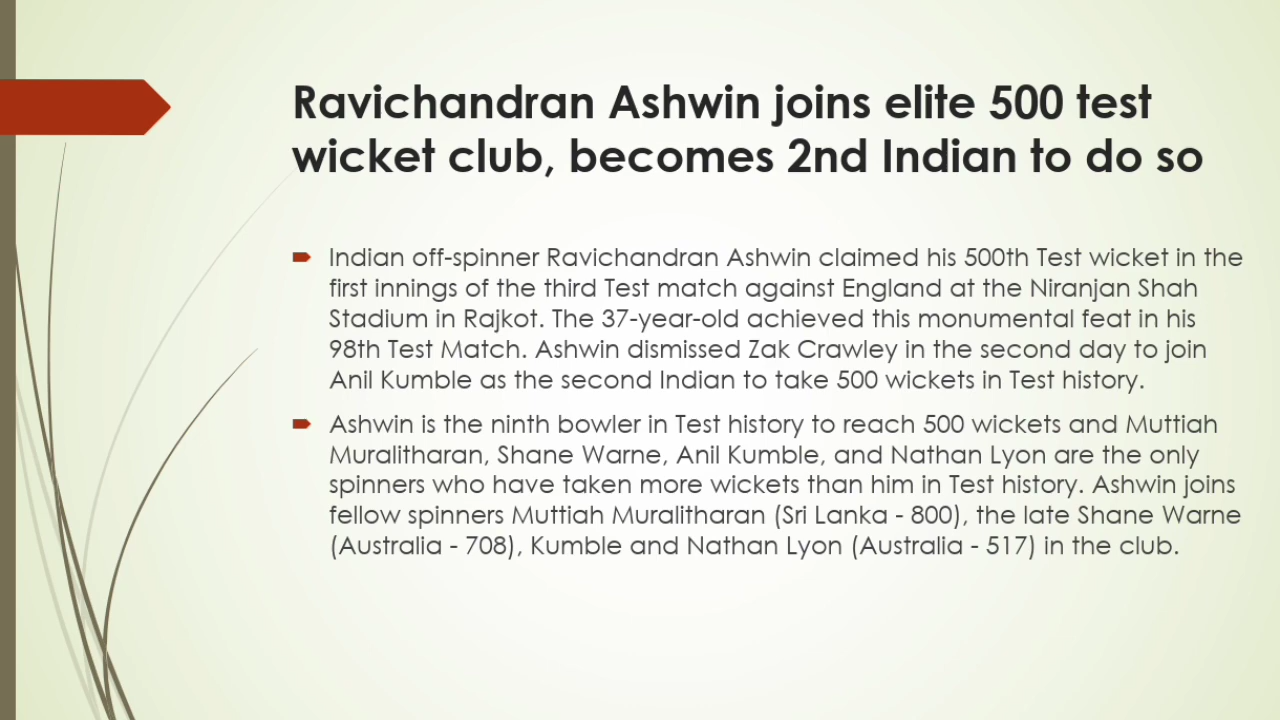 Ravichandran Ashwin joins elite 500 test
wicket club, becomes 2nd Indian to do so
Indian off-spinner Ravichandran Ashwin claimed his 500th Test wicket in the
first innings of the third Test match against England at the Niranjan Shah
Stadium in Rajkot. The 37-year-old achieved this monumental feat in his
98th Test Match. Ashwin dismissed Zak Crawley in the second day to join
Anil Kumble as the second Indian to take 500 wickets in Test history.
Ashwin is the ninth bowler in Test history to reach 500 wickets and Muttiah
Muralitharan, Shane Warne, Anil Kumble, and Nathan Lyon are the only
spinners who have taken more wickets than him in Test history. Ashwin joins
fellow spinners Muttiah Muralitharan (Sri Lanka - 800), the late Shane Warne
(Australia - 708), Kumble and Nathan Lyon (Australia - 517) in the club.